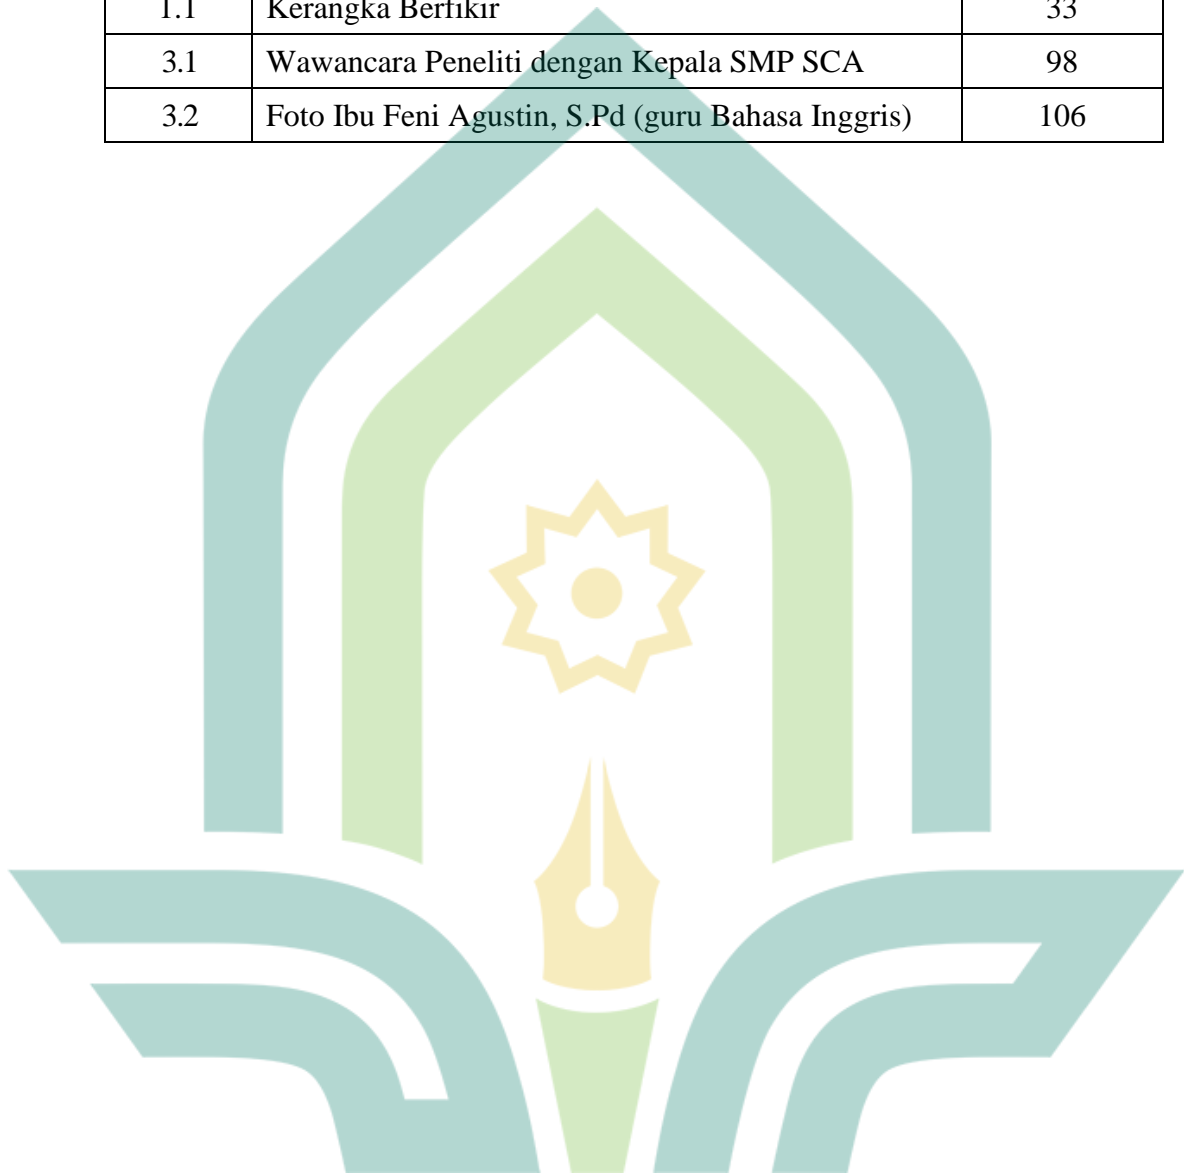 1.1 Kerangka Berfikir 33
3.1 Wawancara Peneliti dengan Kepala SMP SCA 98
3.2 Foto Ibu Feni Agustin, S.Pd (guru Bahasa Inggris) 106